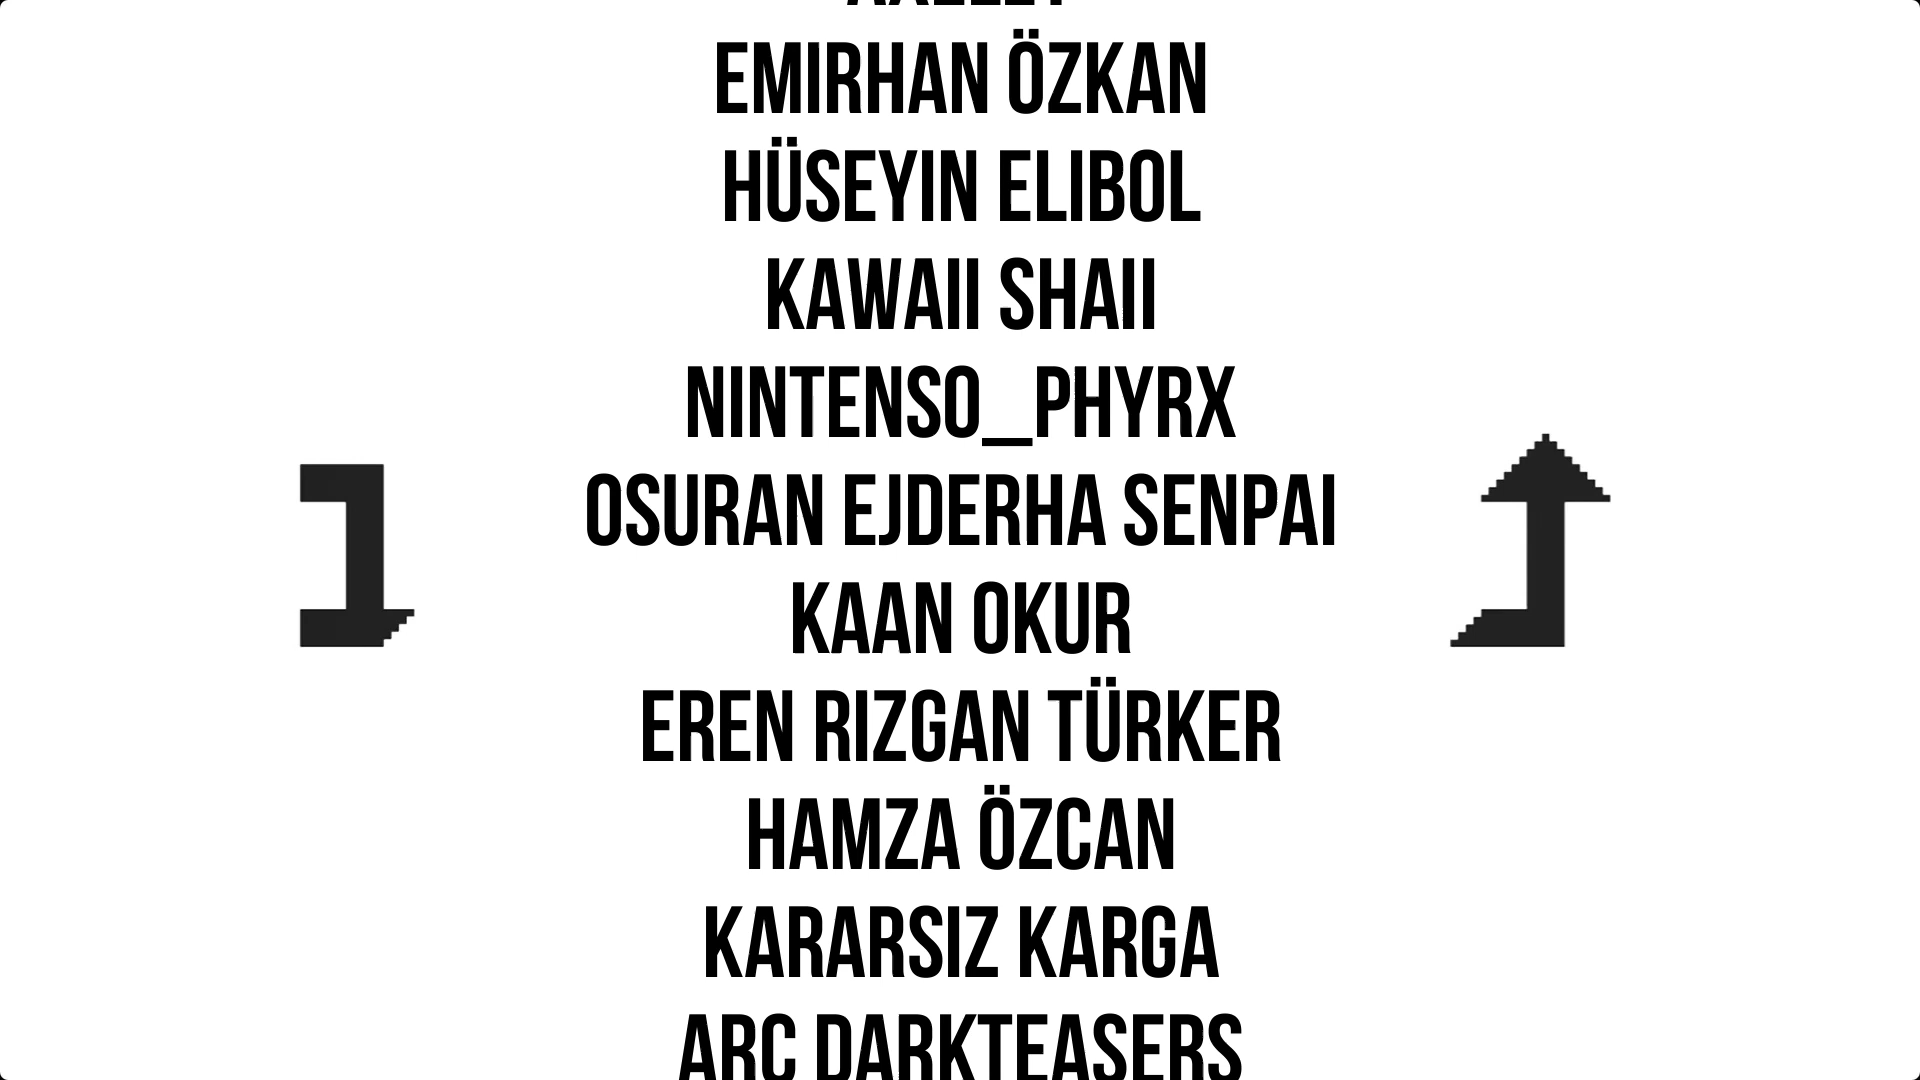 EMIRHAN ÖZKAN
HÜSEYIN ELIBOL
KAWAII SHAII
NINTENSO_PHYRX
OSURAN EJDERHA SENPAI
KAAN OKUR
EREN RIZGAN TÜRKER
HAMZA ÖZCAN
KARARSIZ KARGA
ARC DARKTEASERS